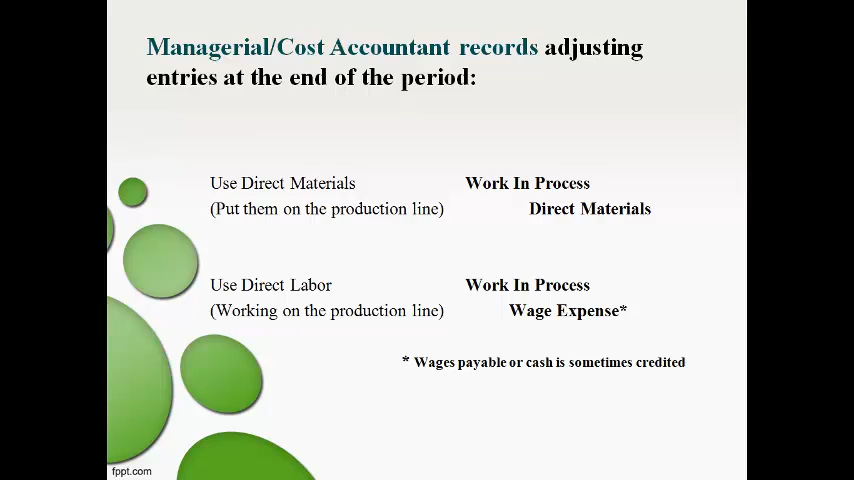 Managerial/Cost Accountant records adjusting
entries at the end of the period:
Use Direct Materials Work In Process
(Put them on the production line) Direct Materials
Use Direct Labor Work In Process
(Working on the production line) Wage Expense*
* Wages payable or cash is sometimes credited
fppt.com